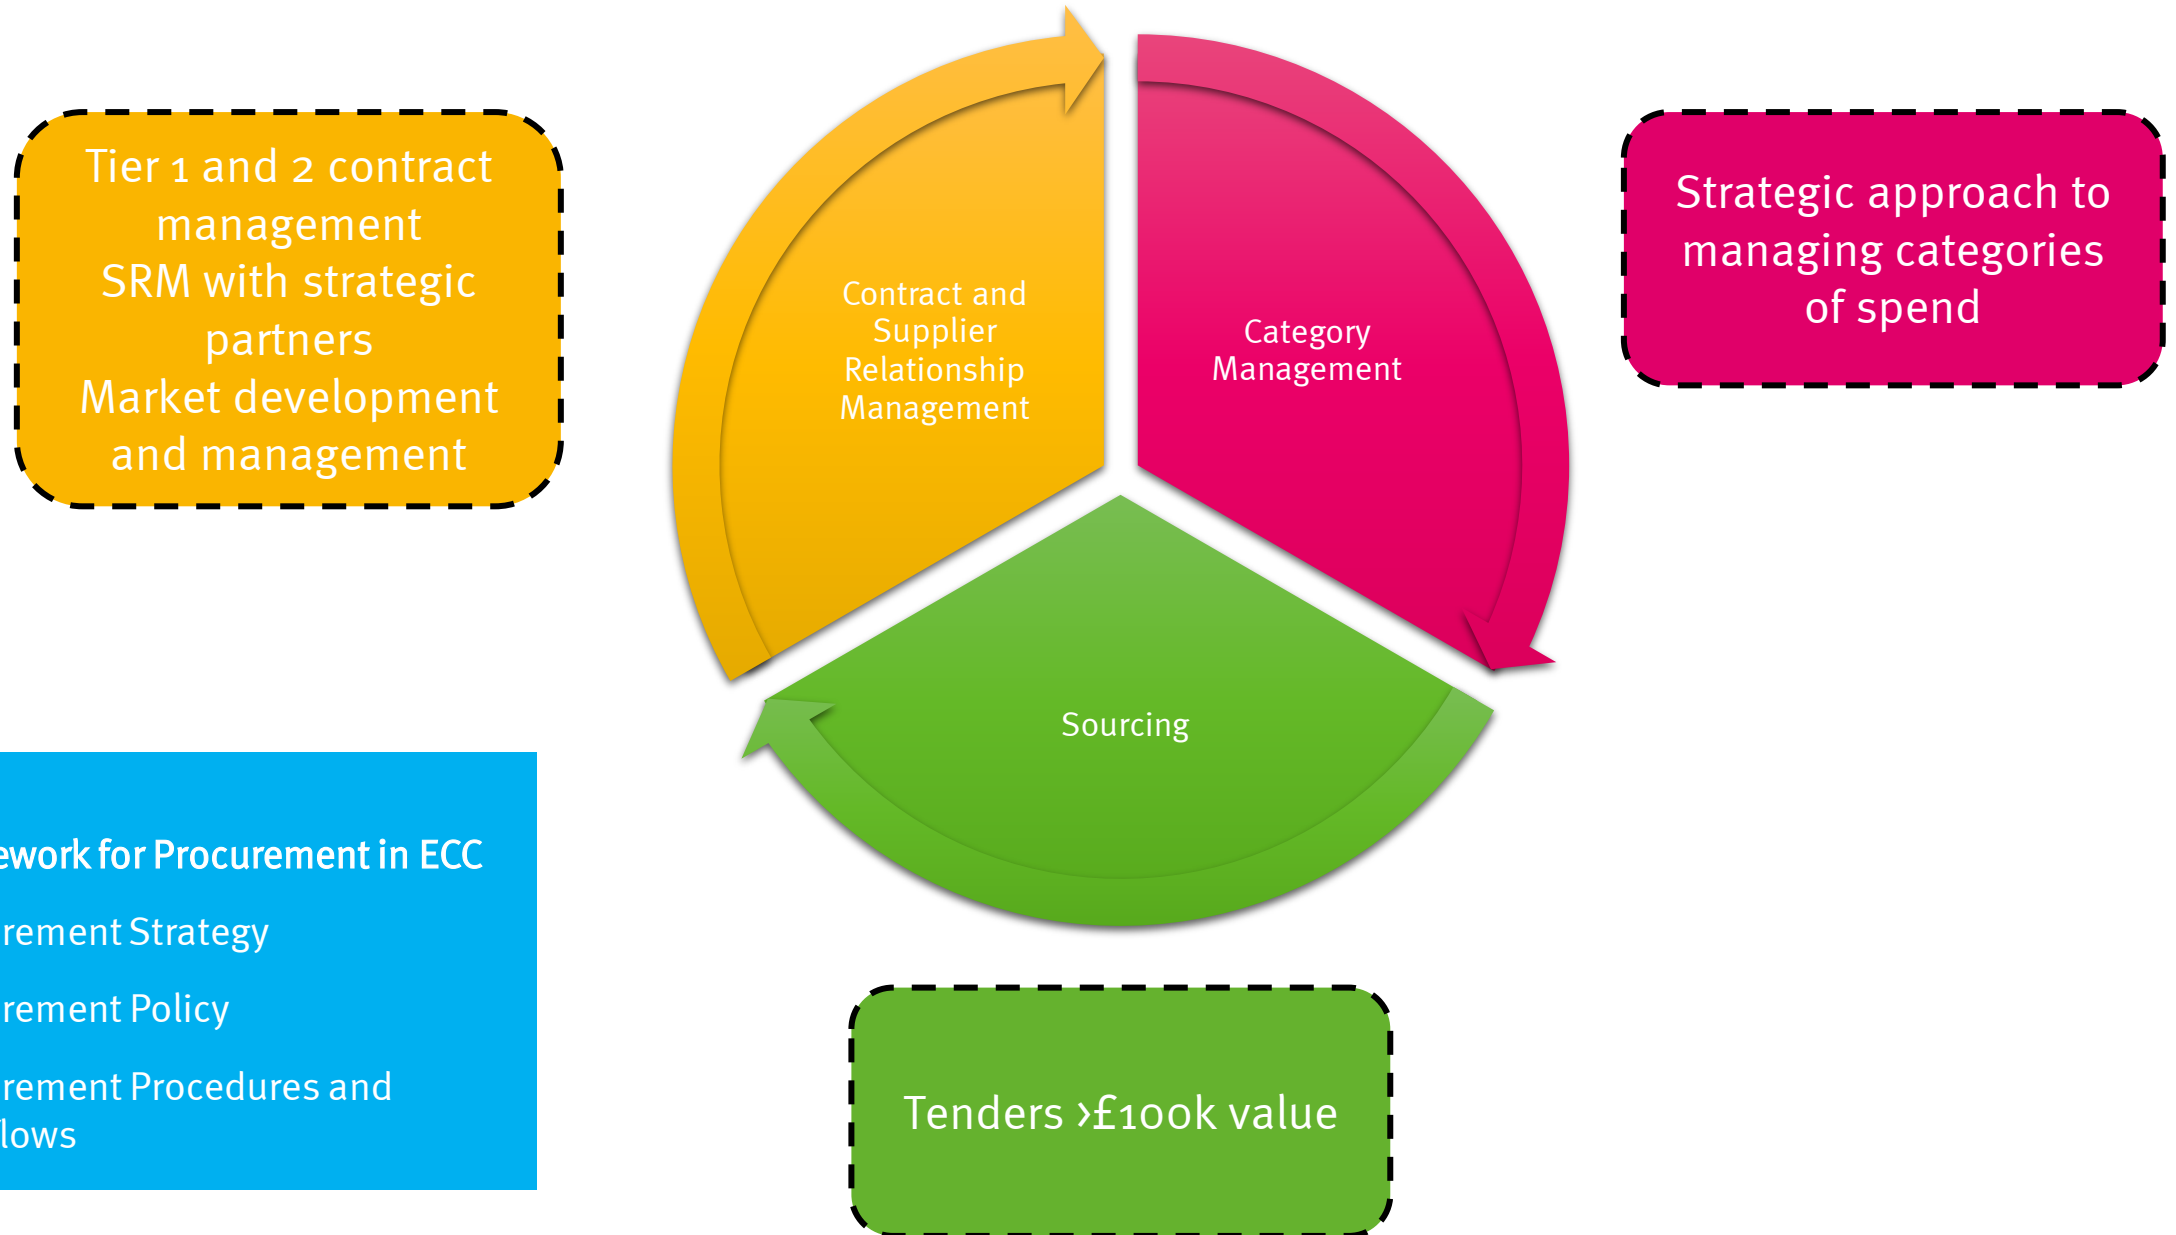 Tier 1 and 2 contract
management
SRM with strategic
partners
Market development
and management
Contract and
Supplier
Relationship
Management
Category
Management
Strategic approach to
managing categories
of spend
Sourcing
ework for Procurement in ECC
rement Strategy
rement Policy
rement Procedures and
lows
Tenders >£100k value